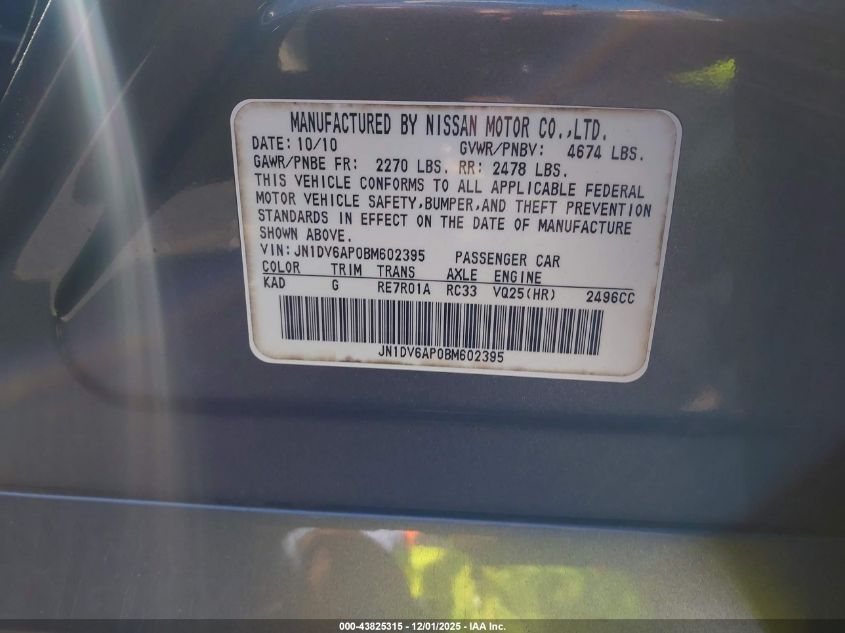 MANUFACTURED BY NISSAN MOTOR CO.,LTD.
DATE: 10/10 GVWR/PNBV: 4674 LBS.
GAWR/PNBE FR: 2270 LBS. RR: 2478 LBS.
THIS VEHICLE CONFORMS TO ALL APPLICABLE FEDERAL
MOTOR VEHICLE SAFETY,BUMPER,AND THEFT PREVENTION
STANDARDS IN EFFECT ON THE DATE OF MANUFACTURE
SHOWN ABOVE.
VIN:JN1DV6AP0BM602395 PASSENGER CAR
COLOR TRIM TRANS AXLE ENGINE
KAD G RE7R01A RC33 VQ25(HR) 2496CC
JN1DV6AP0BM602395
000-43825315 - 12/01/2025 - IAA Inc.